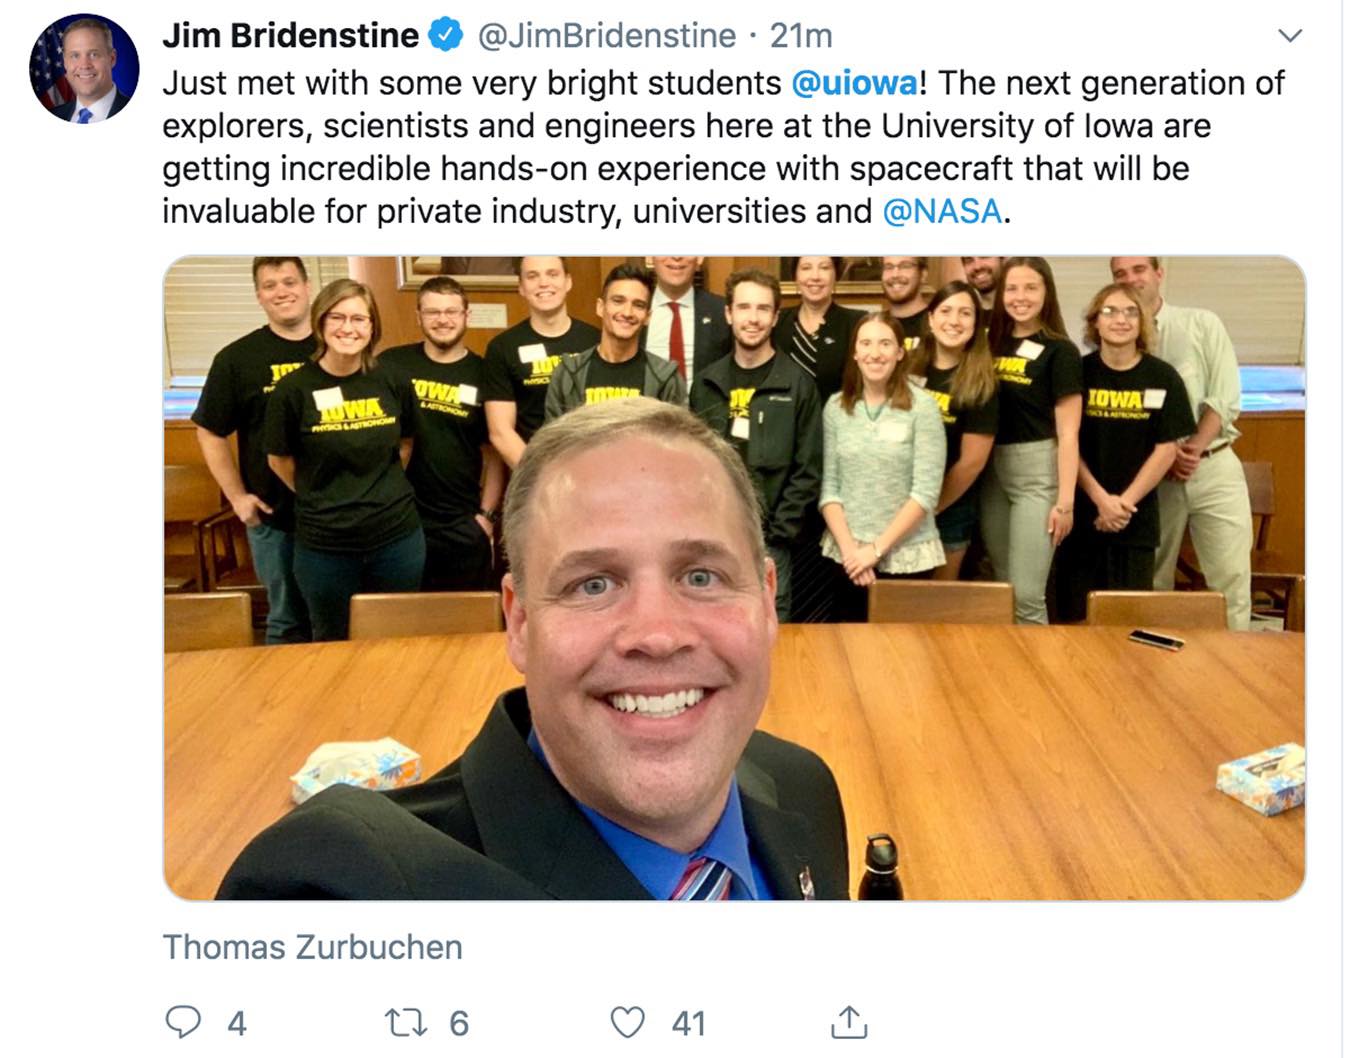 Jim Bridenstine @JimBridenstine · 21m
Just met with some very bright students @uiowa! The next generation of
explorers, scientists and engineers here at the University of Iowa are
getting incredible hands-on experience with spacecraft that will be
invaluable for private industry, universities and @NASA.
IOWA
PHYSICS & ASTRONOMY
IOWA
& ASTRONOMY
IOWA
IOWA
PHYSICS & ASTRONOMY
Thomas Zurbuchen
4 6 41